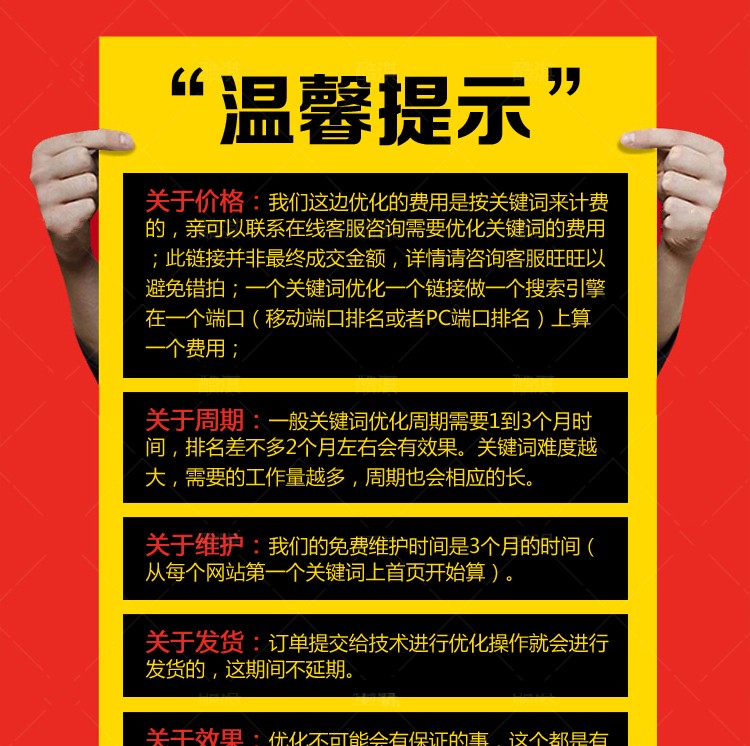 “温馨提示”
关于价格：我们这边优化的费用是按关键词来计费
的，亲可以联系在线客服咨询需要优化关键词的费用
；此链接并非最终成交金额，详情请咨询客服旺旺以
避免错拍；一个关键词优化一个链接做一个搜索引擎
在一个端口（移动端口排名或者PC端口排名）上算
一个费用；
关于周期：一般关键词优化周期需要1到3个月时
间，排名差不多2个月左右会有效果。关键词难度越
大，需要的工作量越多，周期也会相应的长。
关于维护：我们的免费维护时间是3个月的时间（
从每个网站第一个关键词上首页开始算）。
关于发货：订单提交给技术进行优化操作就会进行
发货的，这期间不延期。
关于效果：优化不可能会有保证的事，这个都是有